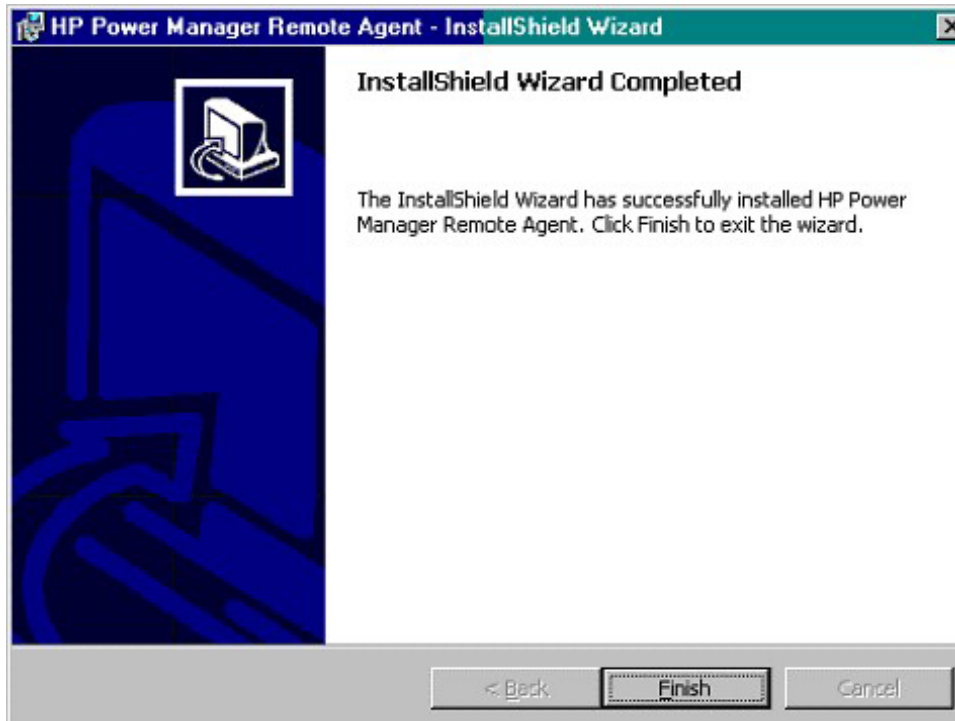 HP Power Manager Remote Agent - InstallShield Wizard
InstallShield Wizard Completed
The InstallShield Wizard has successfully installed HP Power
Manager Remote Agent. Click Finish to exit the wizard.
< Back
Finish
Cancel